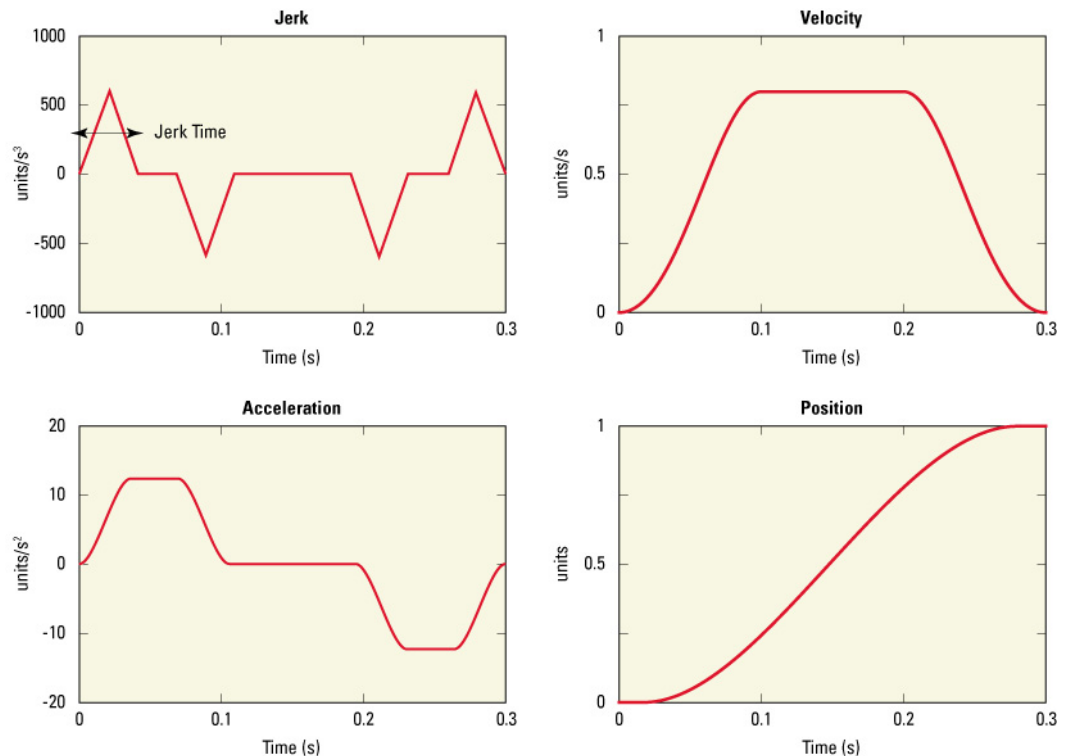 Jerk
1000
500
0
-500
-1000
units/s³
Jerk Time
0 0.1 0.2 0.3
Time (s)
Velocity
1
0.5
0
units/s
0 0.1 0.2 0.3
Time (s)
Acceleration
20
10
0
-10
-20
units/s²
0 0.1 0.2 0.3
Time (s)
Position
1
0.5
0
units
0 0.1 0.2 0.3
Time (s)